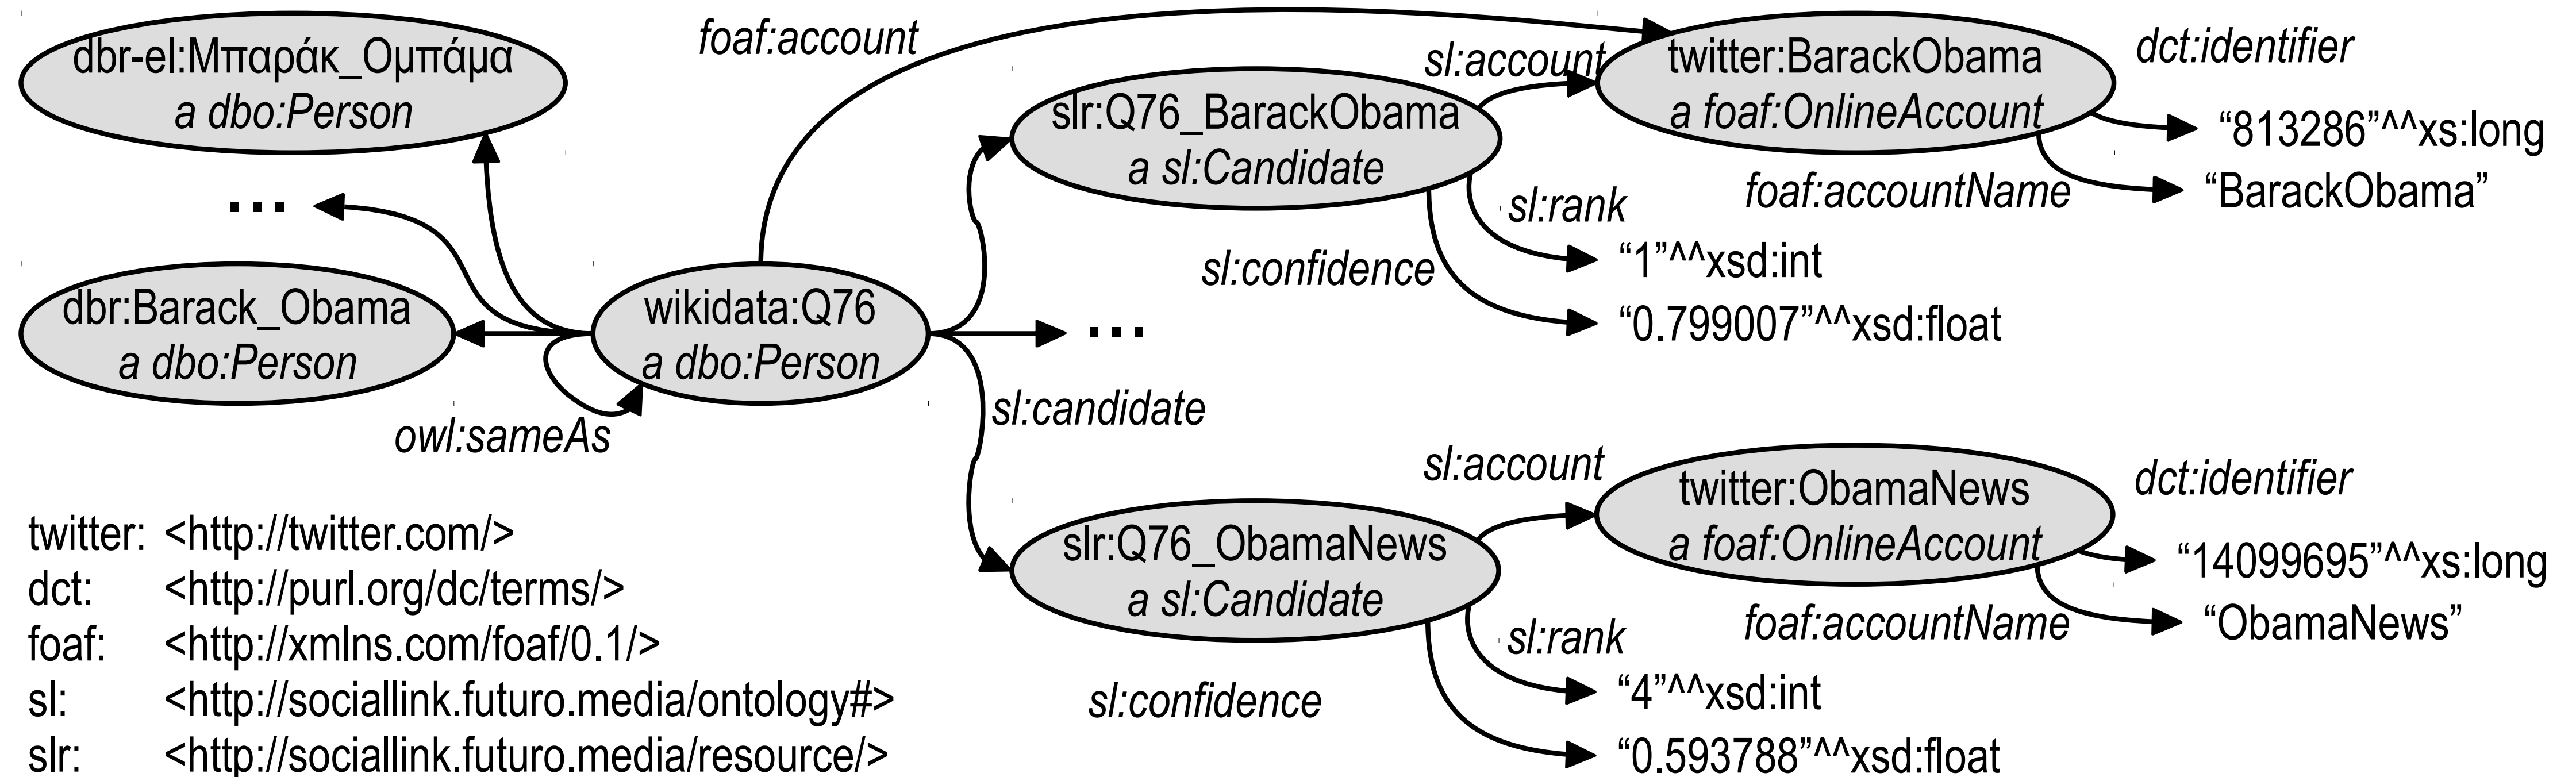 dbr-el:Μπαράκ_Ομπάμα
a dbo:Person
...
dbr:Barack_Obama
a dbo:Person
owl:sameAs
wikidata:Q76
a dbo:Person
foaf:account
sl:candidate
...
slr:Q76_BarackObama
a sl:Candidate
sl:account
sl:rank
sl:confidence
“1”^^xsd:int
“0.799007”^^xsd:float
twitter:BarackObama
a foaf:OnlineAccount
dct:identifier
“813286”^^xs:long
foaf:accountName
“BarackObama”
slr:Q76_ObamaNews
a sl:Candidate
sl:account
sl:rank
sl:confidence
“4”^^xsd:int
“0.593788”^^xsd:float
twitter:ObamaNews
a foaf:OnlineAccount
dct:identifier
“14099695”^^xs:long
foaf:accountName
“ObamaNews”
twitter: <http://twitter.com/>
dct: <http://purl.org/dc/terms/>
foaf: <http://xmlns.com/foaf/0.1/>
sl: <http://sociallink.futuro.media/ontology#>
slr: <http://sociallink.futuro.media/resource/>